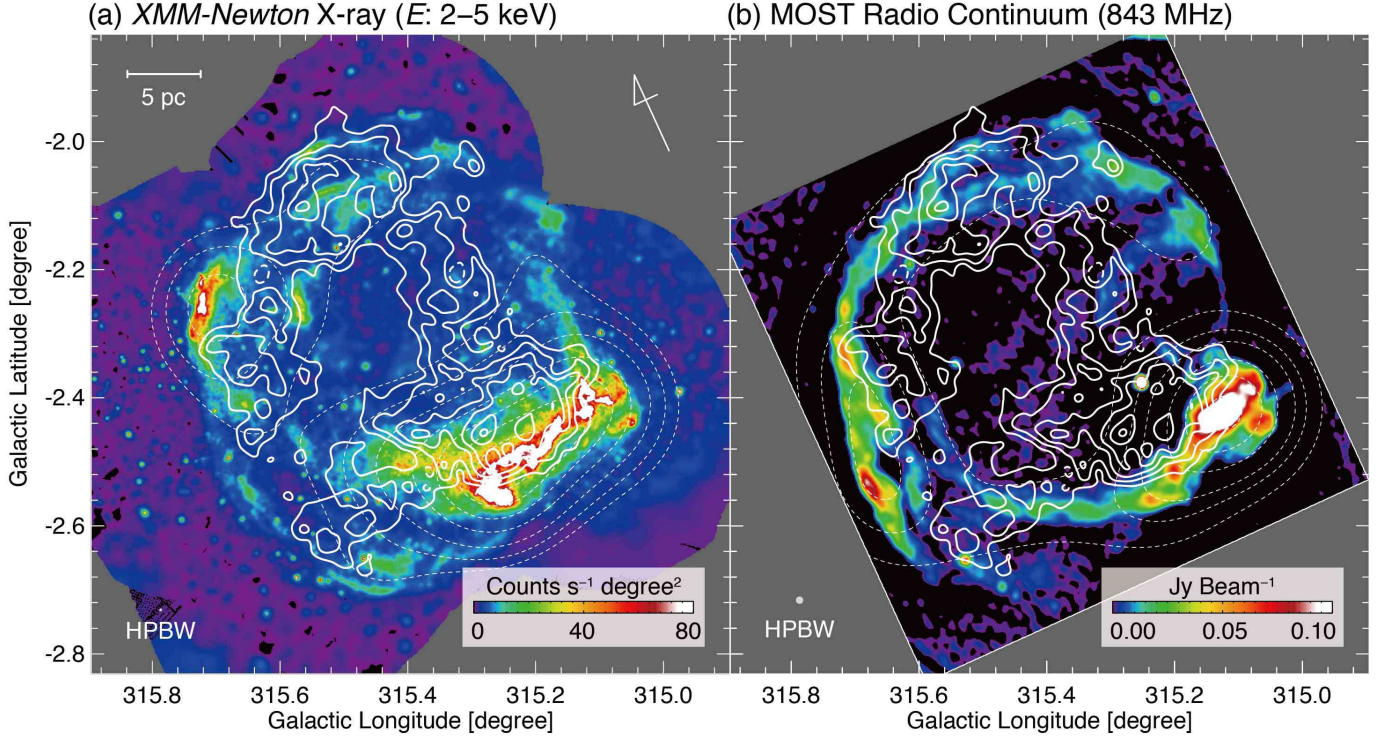 (a) XMM-Newton X-ray (E: 2–5 keV)
(b) MOST Radio Continuum (843 MHz)
5 pc
-2.0
-2.2
-2.4
-2.6
-2.8
Galactic Latitude [degree]
HPBW
Counts s⁻¹ degree²
0 40 80
HPBW
Jy Beam⁻¹
0.00 0.05 0.10
315.8 315.6 315.4 315.2 315.0
315.8 315.6 315.4 315.2 315.0
Galactic Longitude [degree]
Galactic Longitude [degree]